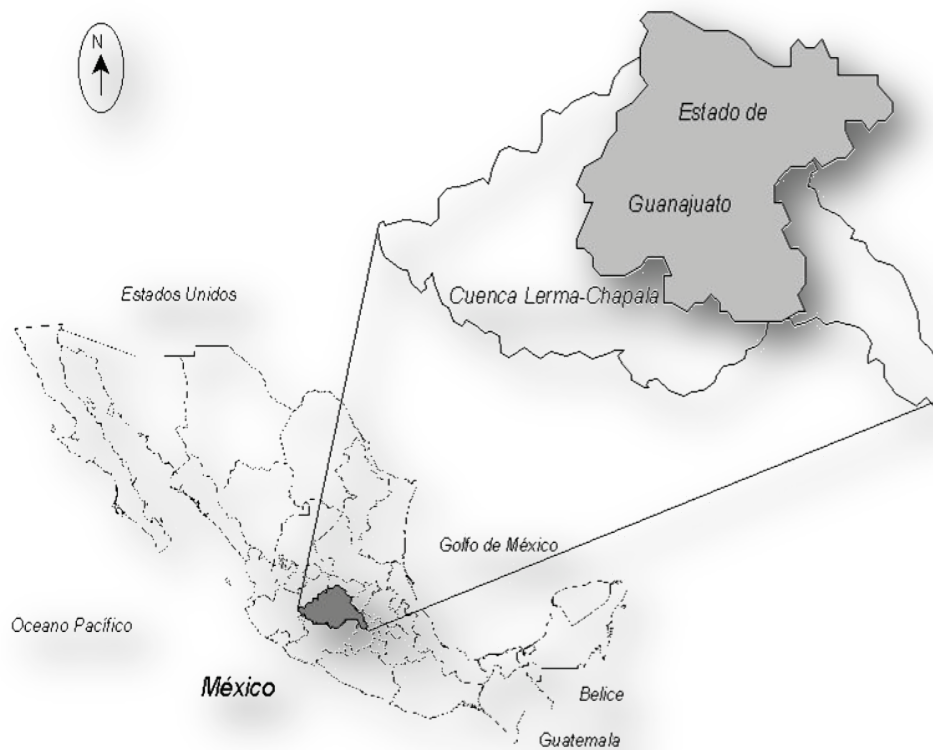 N
Estado de
Guanajuato
Cuenca Lerma-Chapala
Estados Unidos
Golfo de México
Oceano Pacífico
México
Belice
Guatemala